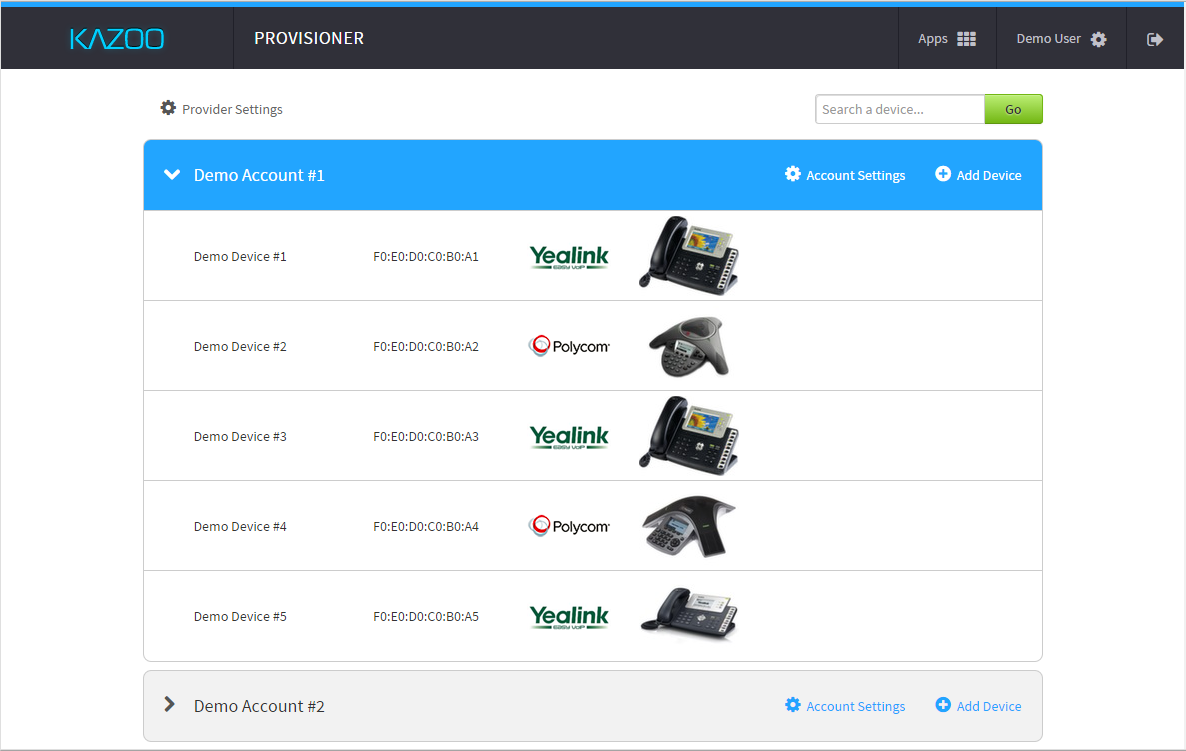 KAZOO PROVISIONER Apps Demo User
Provider Settings Search a device... Go
Demo Account #1 Account Settings Add Device
Demo Device #1 F0:E0:D0:C0:B0:A1 Yealink
EASY VoIP
Demo Device #2 F0:E0:D0:C0:B0:A2 Polycom
Demo Device #3 F0:E0:D0:C0:B0:A3 Yealink
EASY VoIP
Demo Device #4 F0:E0:D0:C0:B0:A4 Polycom
Demo Device #5 F0:E0:D0:C0:B0:A5 Yealink
EASY VoIP
Demo Account #2 Account Settings Add Device